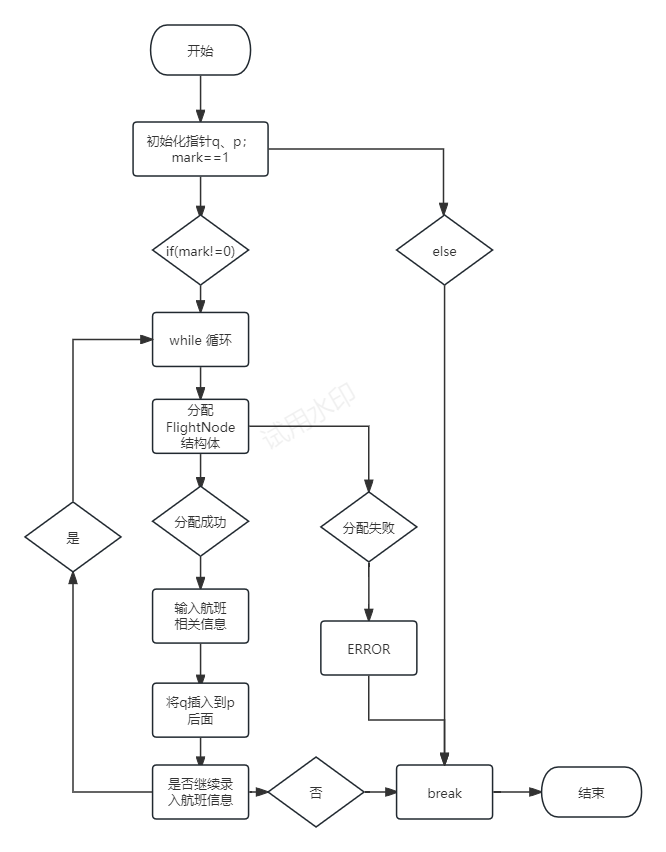 开始
初始化指针q、p；
mark==1
if(mark!=0)
else
while 循环
分配
FlightNode
结构体
试用水印
分配成功
分配失败
是
输入航班
相关信息
ERROR
将q插入到p
后面
是否继续录
入航班信息
否
break
结束